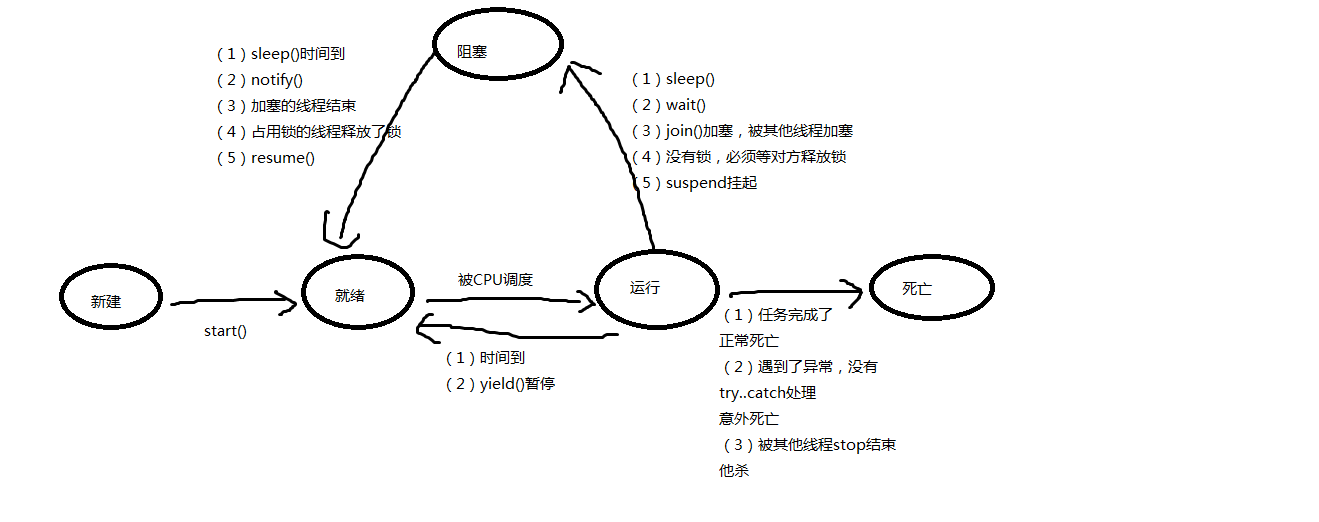 阻塞
（1）sleep()时间到
（2）notify()
（3）加塞的线程结束
（4）占用锁的线程释放了锁
（5）resume()
（1）sleep()
（2）wait()
（3）join()加塞，被其他线程加塞
（4）没有锁，必须等对方释放锁
（5）suspend挂起
新建
start()
就绪
被CPU调度
（1）时间到
（2）yield()暂停
运行
死亡
（1）任务完成了
正常死亡
（2）遇到了异常，没有
try..catch处理
意外死亡
（3）被其他线程stop结束
他杀